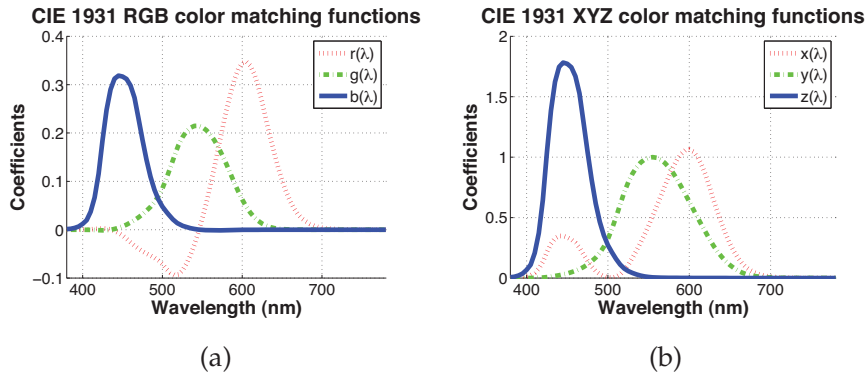 CIE 1931 RGB color matching functions
0.4
0.3
0.2
0.1
0
−0.1
Coefficients
r(λ)
g(λ)
b(λ)
400
500
600
700
Wavelength (nm)
(a)
CIE 1931 XYZ color matching functions
2
1.5
1
0.5
0
Coefficients
x(λ)
y(λ)
z(λ)
400
500
600
700
Wavelength (nm)
(b)